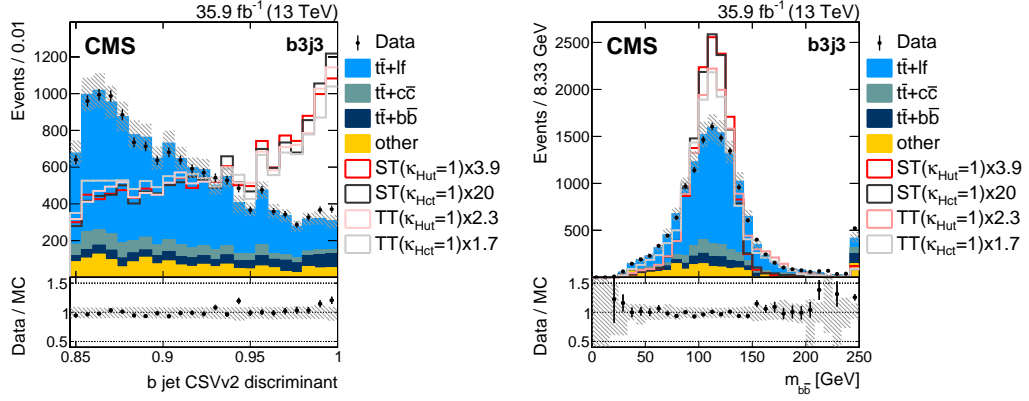 35.9 fb⁻¹ (13 TeV)
CMS b3j3
Events / 0.01
1200
1000
800
600
400
200
Data
tt̄+lf
tt̄+cc̄
tt̄+bb̄
other
ST(κHut=1)x3.9
ST(κHct=1)x20
TT(κHut=1)x2.3
TT(κHct=1)x1.7
Data / MC
1.5
1
0.5
0.85 0.9 0.95 1
b jet CSVv2 discriminant
35.9 fb⁻¹ (13 TeV)
CMS b3j3
Events / 8.33 GeV
2500
2000
1500
1000
500
Data
tt̄+lf
tt̄+cc̄
tt̄+bb̄
other
ST(κHut=1)x3.9
ST(κHct=1)x20
TT(κHut=1)x2.3
TT(κHct=1)x1.7
Data / MC
1.5
1
0.5
0 50 100 150 200 250
mbb̄ [GeV]